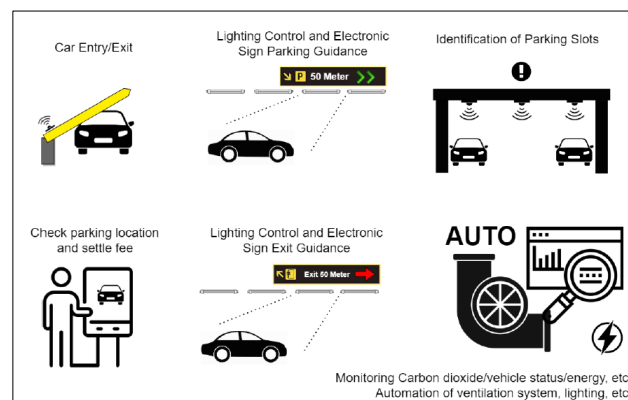 Car Entry/Exit
Lighting Control and Electronic
Sign Parking Guidance
Identification of Parking Slots
P 50 Meter
Check parking location
and settle fee
Lighting Control and Electronic
Sign Exit Guidance
Exit 50 Meter
AUTO
Monitoring Carbon dioxide/vehicle status/energy, etc
Automation of ventilation system, lighting, etc